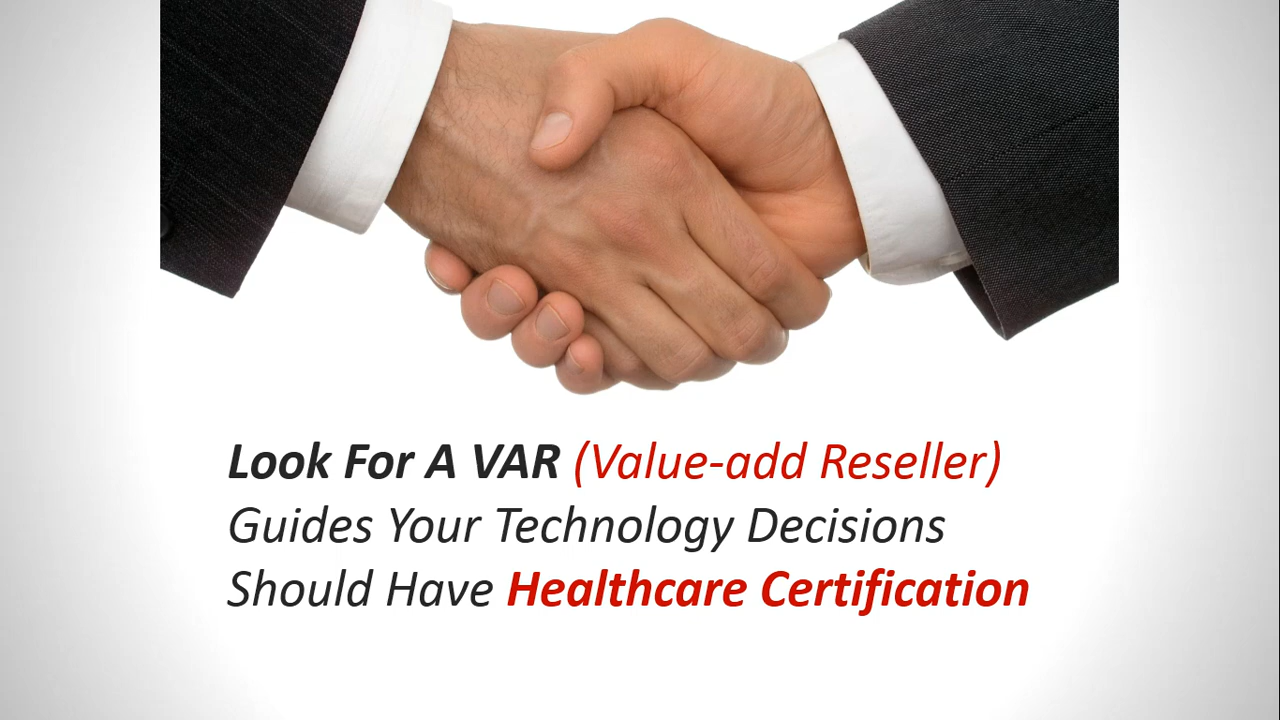 Look For A VAR (Value-add Reseller)
Guides Your Technology Decisions
Should Have Healthcare Certification